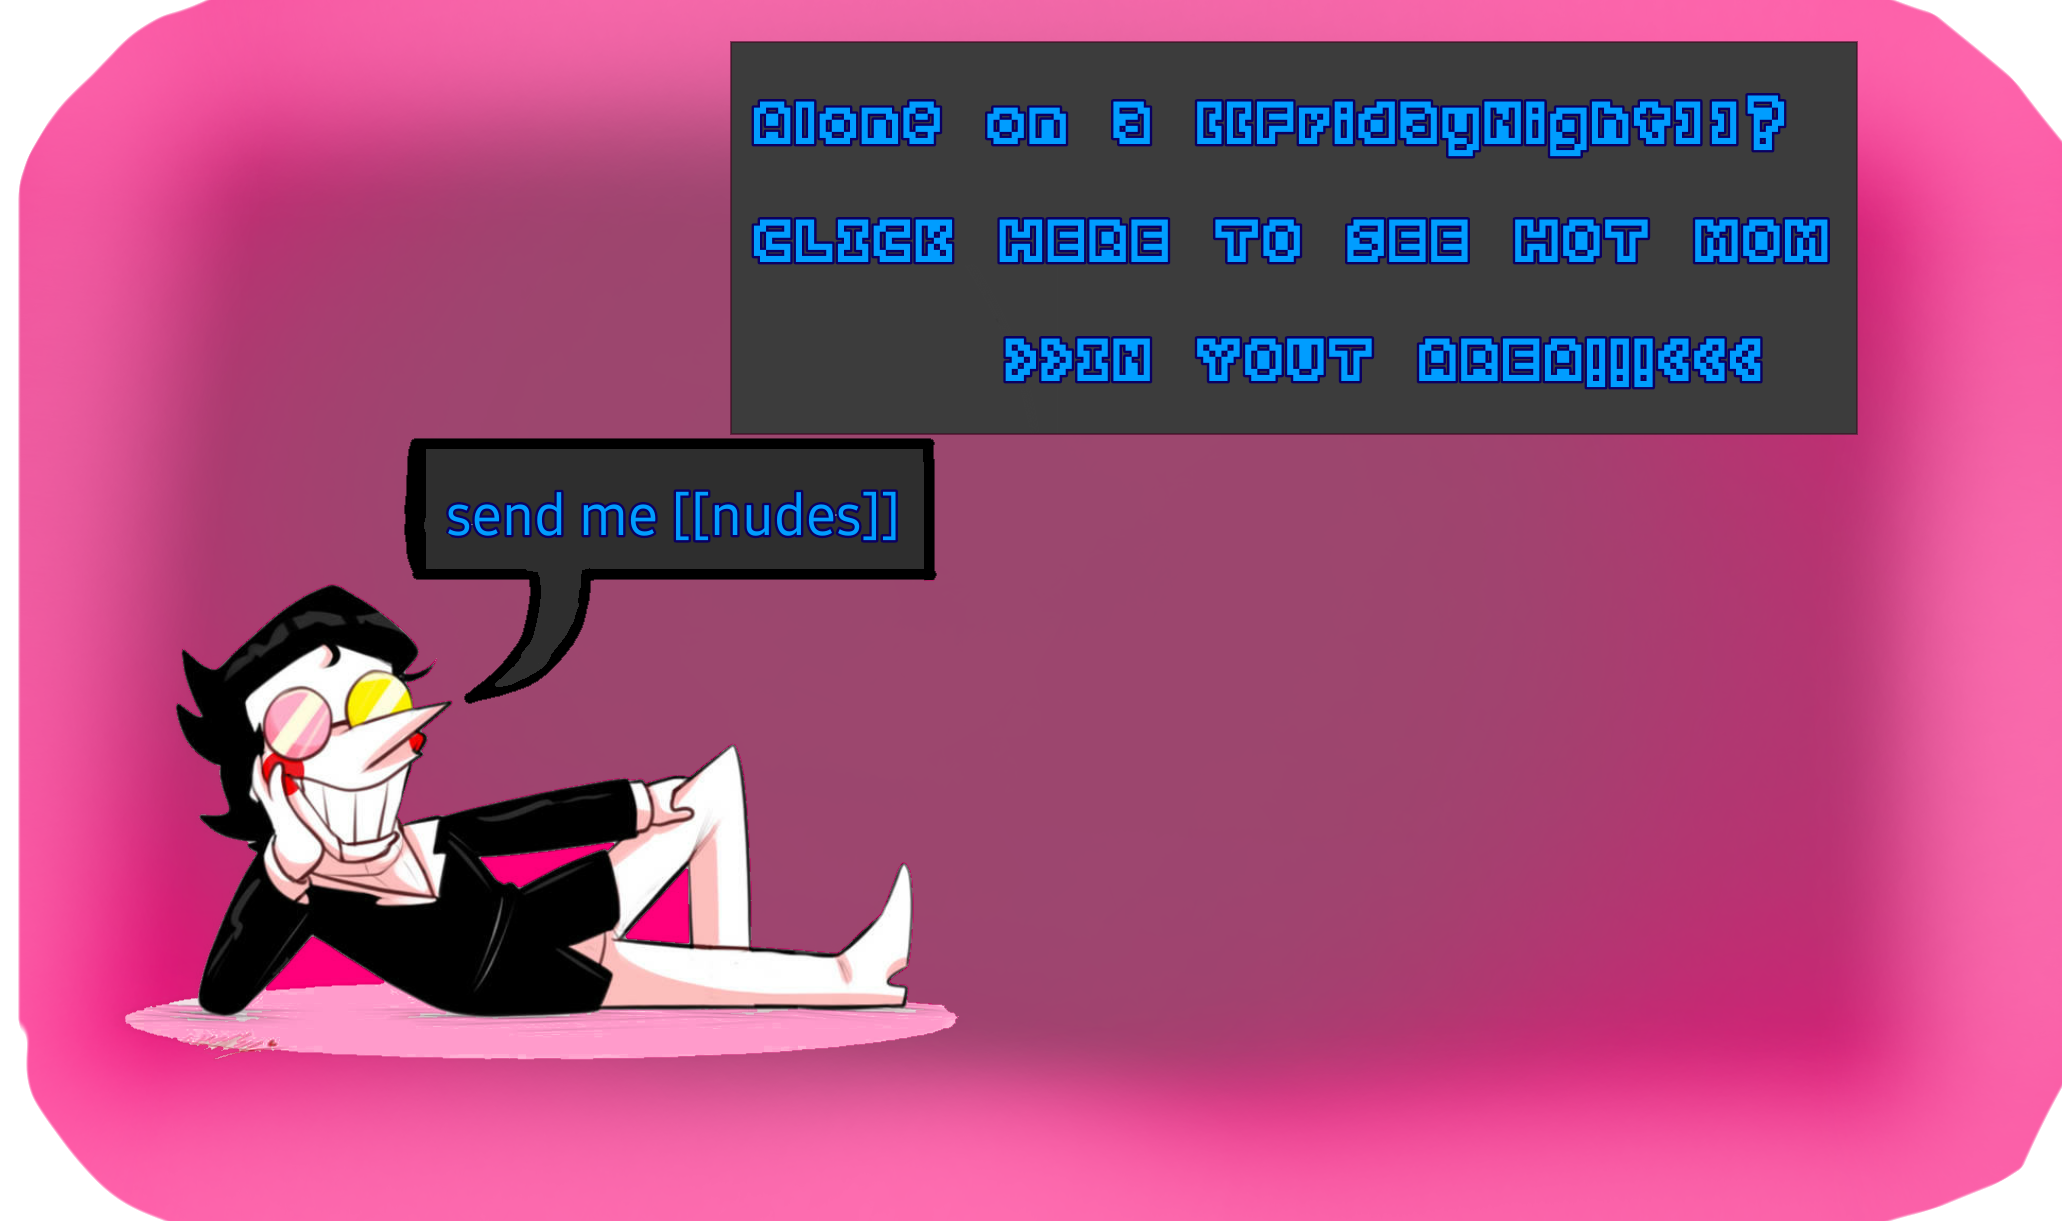 Alone on a [[FridayNight]]?
CLICK HERE TO SEE HOT MOM
>>IN YOUT AREA!!!<<<
send me [[nudes]]